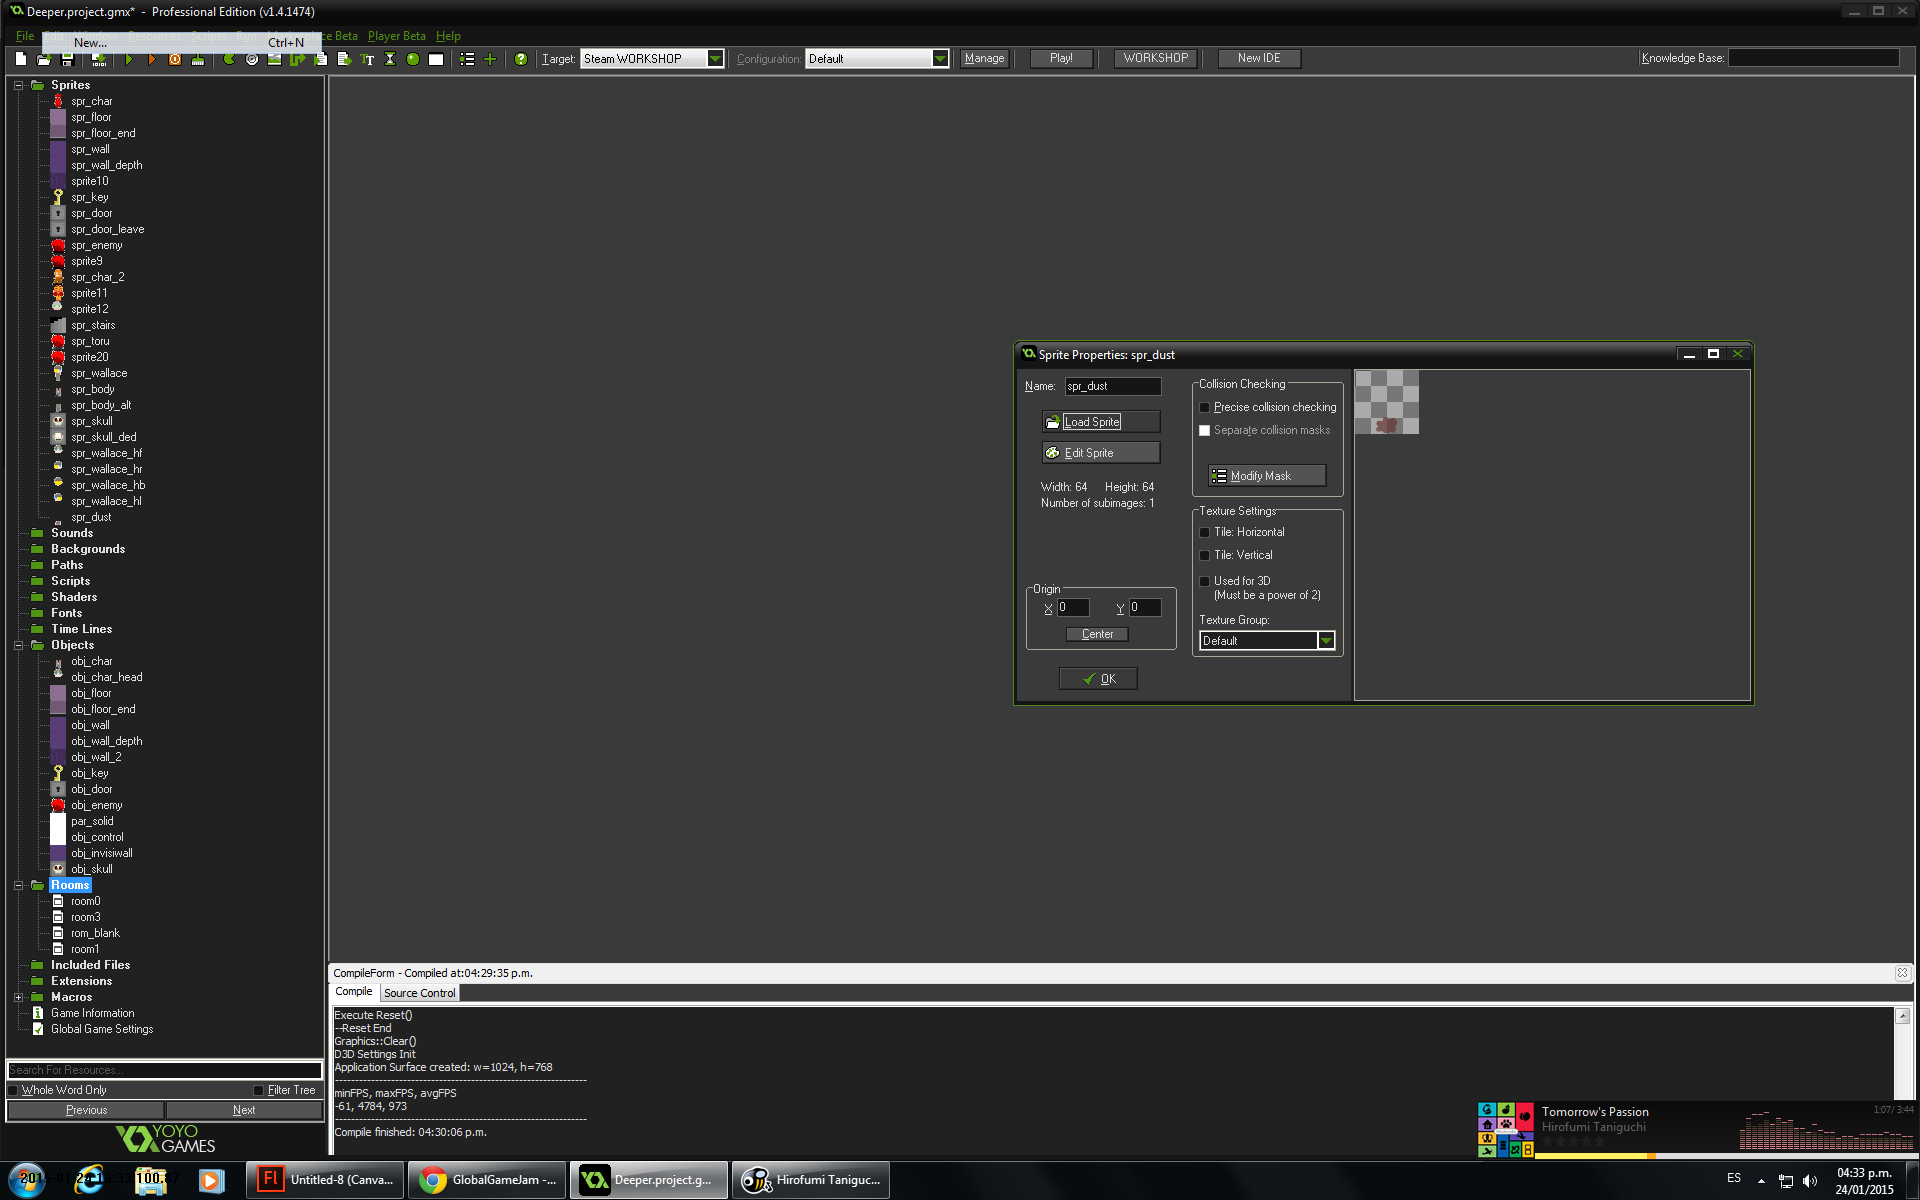 Deeper.project.gmx* - Professional Edition (v1.4.1474)
File Beta Player Beta Help
New... Ctrl+N
Target: Steam WORKSHOP Configuration: Default Manage Play! WORKSHOP New IDE Knowledge Base:
Sprites
spr_char
spr_floor
spr_floor_end
spr_wall
spr_wall_depth
sprite10
spr_key
spr_door
spr_door_leave
spr_enemy
sprite9
spr_char_2
sprite11
sprite12
spr_stairs
spr_toru
sprite20
spr_wallace
spr_body
spr_body_alt
spr_skull
spr_skull_ded
spr_wallace_hf
spr_wallace_hr
spr_wallace_hb
spr_wallace_hl
spr_dust
Sounds
Backgrounds
Paths
Scripts
Shaders
Fonts
Time Lines
Objects
obj_char
obj_char_head
obj_floor
obj_floor_end
obj_wall
obj_wall_depth
obj_wall_2
obj_key
obj_door
obj_enemy
par_solid
obj_control
obj_invisiwall
obj_skull
Rooms
room0
room3
rom_blank
room1
Included Files
Extensions
Macros
Game Information
Global Game Settings
Search For Resources...
Whole Word Only Filter Tree
Previous Next
YOYO
GAMES
Sprite Properties: spr_dust
Name: spr_dust
Load Sprite
Edit Sprite
Width: 64 Height: 64
Number of subimages: 1
Origin
X 0 Y 0
Center
OK
Collision Checking
Precise collision checking
Separate collision masks
Modify Mask
Texture Settings
Tile: Horizontal
Tile: Vertical
Used for 3D
(Must be a power of 2)
Texture Group:
Default
CompileForm - Compiled at:04:29:35 p.m.
Compile Source Control
Execute Reset()
--Reset End
Graphics::Clear()
D3D Settings Init
Application Surface created: w=1024, h=768
minFPS, maxFPS, avgFPS
-61, 4784, 973
Compile finished: 04:30:06 p.m.
Tomorrow's Passion 1:07/ 3:44
Hirofumi Taniguchi
Untitled-8 (Canva...
GlobalGameJam -...
Deeper.project.g...
Hirofumi Taniguc...
ES
04:33 p.m.
24/01/2015